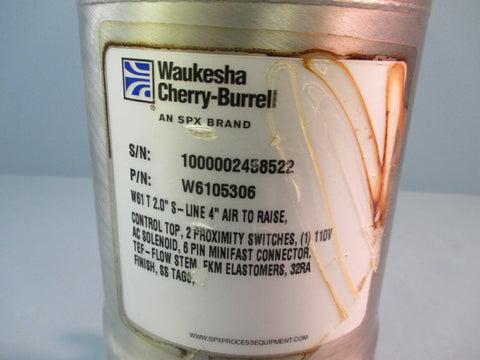 Waukesha
Cherry-Burrell
AN SPX BRAND
S/N: 1000002458522
P/N: W6105306
W61 T 2.0" S-LINE 4" AIR TO RAISE,
CONTROL TOP, 2 PROXIMITY SWITCHES, (1) 110V
AC SOLENOID, 6 PIN MINIFAST CONNECTOR,
TEF-FLOW STEM, FKM ELASTOMERS, 32RA
FINISH, SS TAGS,
WWW.SPXPROCESSEQUIPMENT.COM